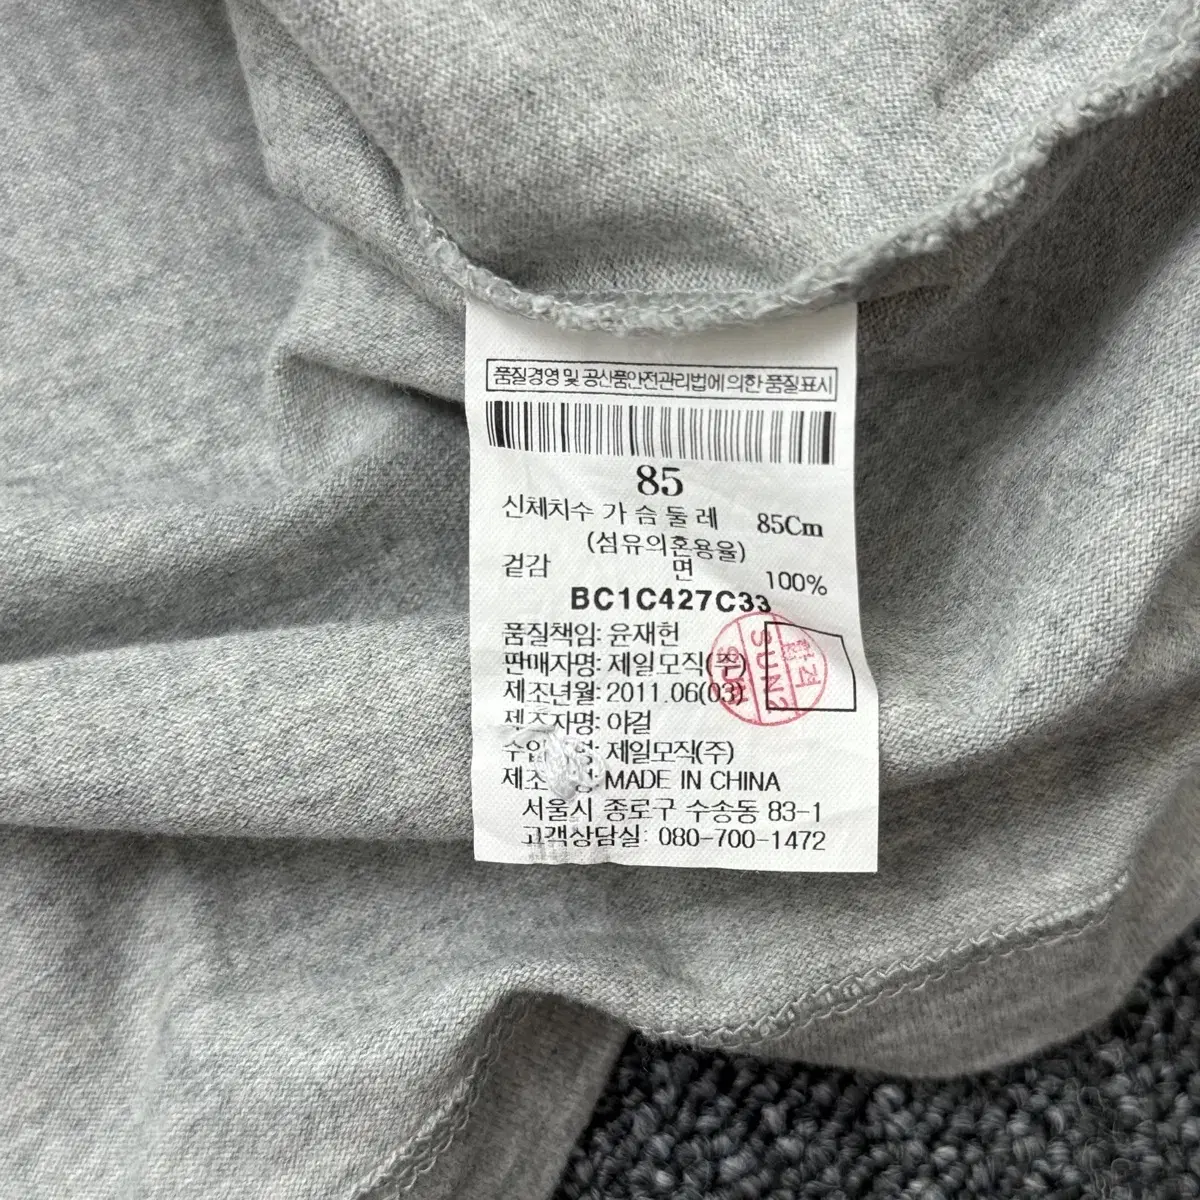 품질경영 및 공산품안전관리법에 의한 품질표시
85
신체치수 가 슴 둘 레 85Cm
(섬유의혼용율)
겉감 면 100%
BC1C427C33
품질책임: 윤재헌
판매자명: 제일모직(주)
제조년월: 2011.06(03)
제조자명: 야걸
제일모직(주)
MADE IN CHINA
서울시 종로구 수송동 83-1
고객상담실: 080-700-1472
합격
SUN2